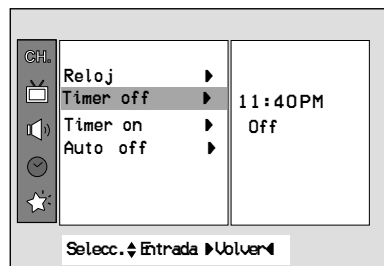 CH.
Reloj ▶
Timer off ▶
Timer on ▶
Auto off ▶
11:40PM
Off
Selecc.▲▼ Entrada ▶Volver◀